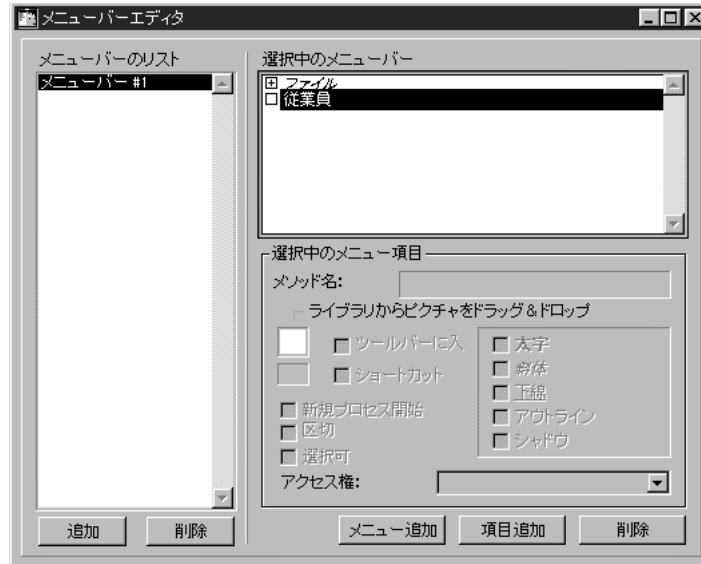 メニューバーエディタ
メニューバーのリスト
メニューバー #1
追加
削除
選択中のメニューバー
ファイル
従業員
選択中のメニュー項目
メソッド名:
ライブラリからピクチャをドラッグ&ドロップ
ツールバーに入
ショートカット
新規プロセス開始
区切
選択可
太字
斜体
下線
アウトライン
シャドウ
アクセス権:
メニュー追加
項目追加
削除